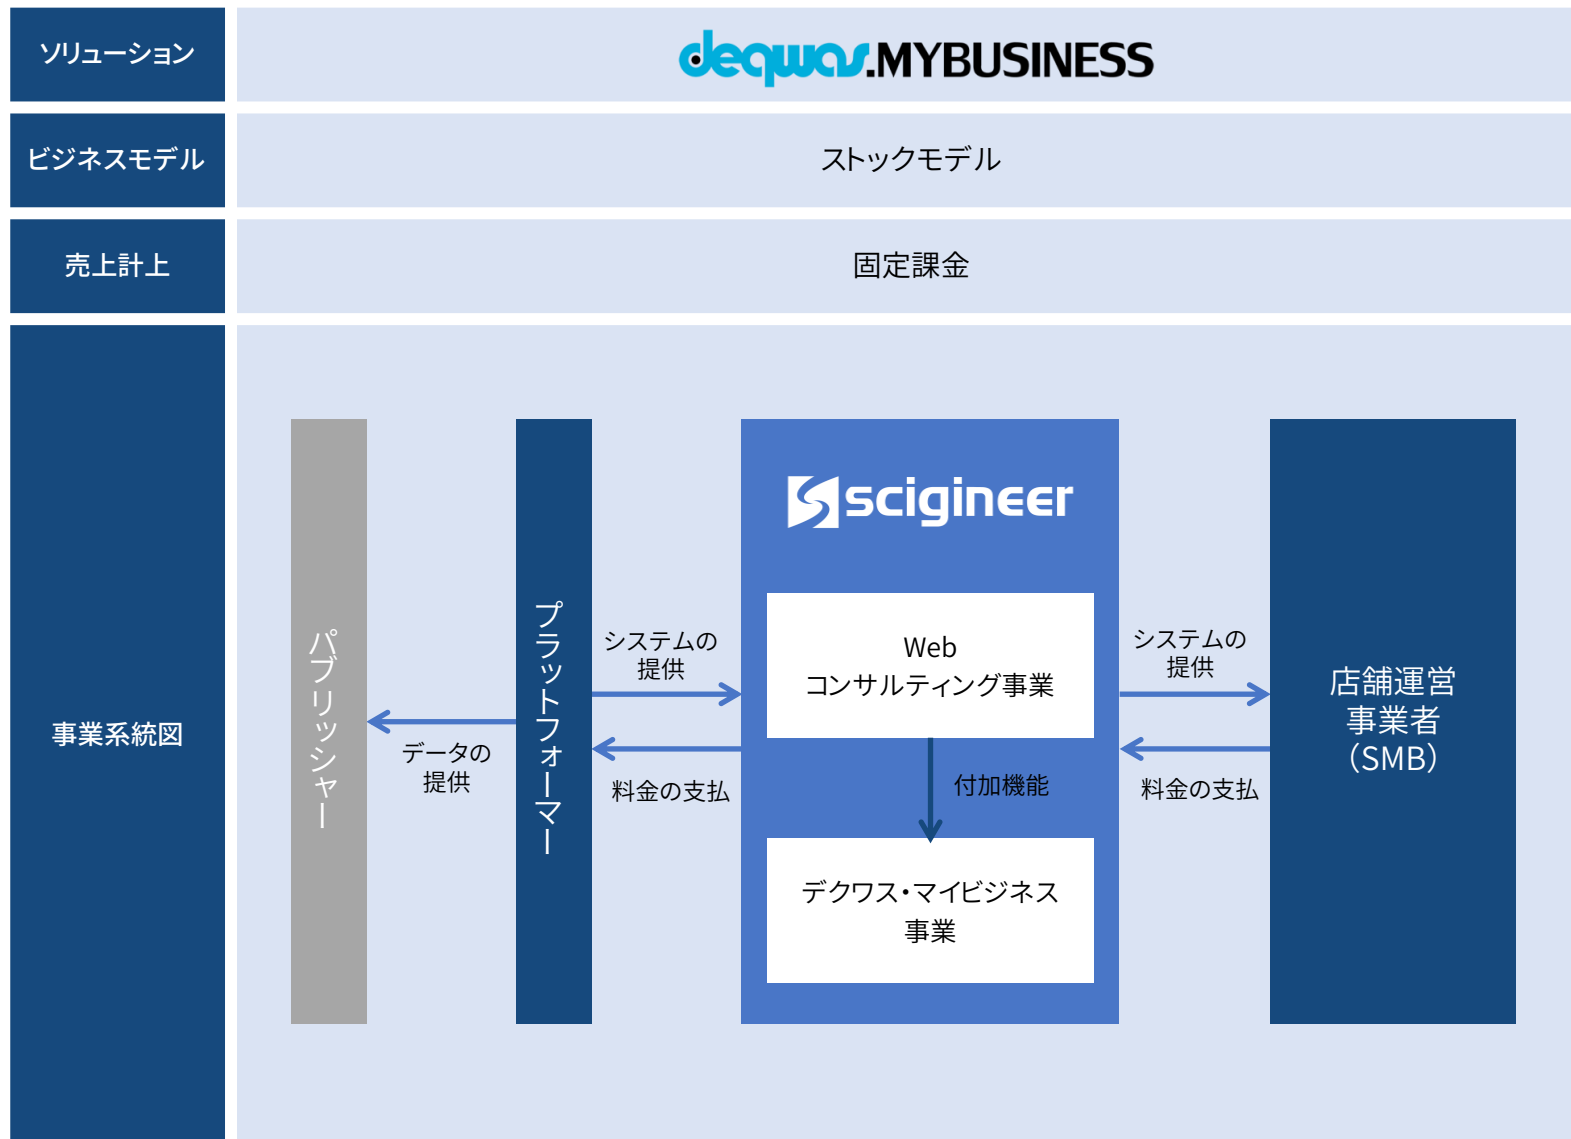 ソリューション
deqwas.MYBUSINESS
ビジネスモデル
ストックモデル
売上計上
固定課金
事業系統図
パブリッシャー
データの
提供
プラットフォーマー
システムの
提供
料金の支払
scigineer
Web
コンサルティング事業
付加機能
デクワス・マイビジネス
事業
システムの
提供
料金の支払
店舗運営
事業者
（SMB）